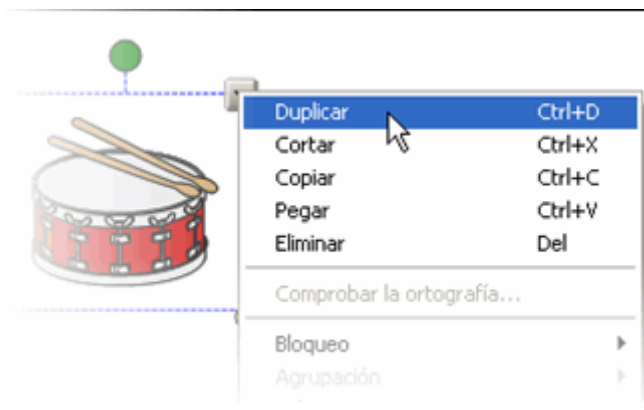 Duplicar Ctrl+D
Cortar Ctrl+X
Copiar Ctrl+C
Pegar Ctrl+V
Eliminar Del
Comprobar la ortografía...
Bloqueo
Agrupación